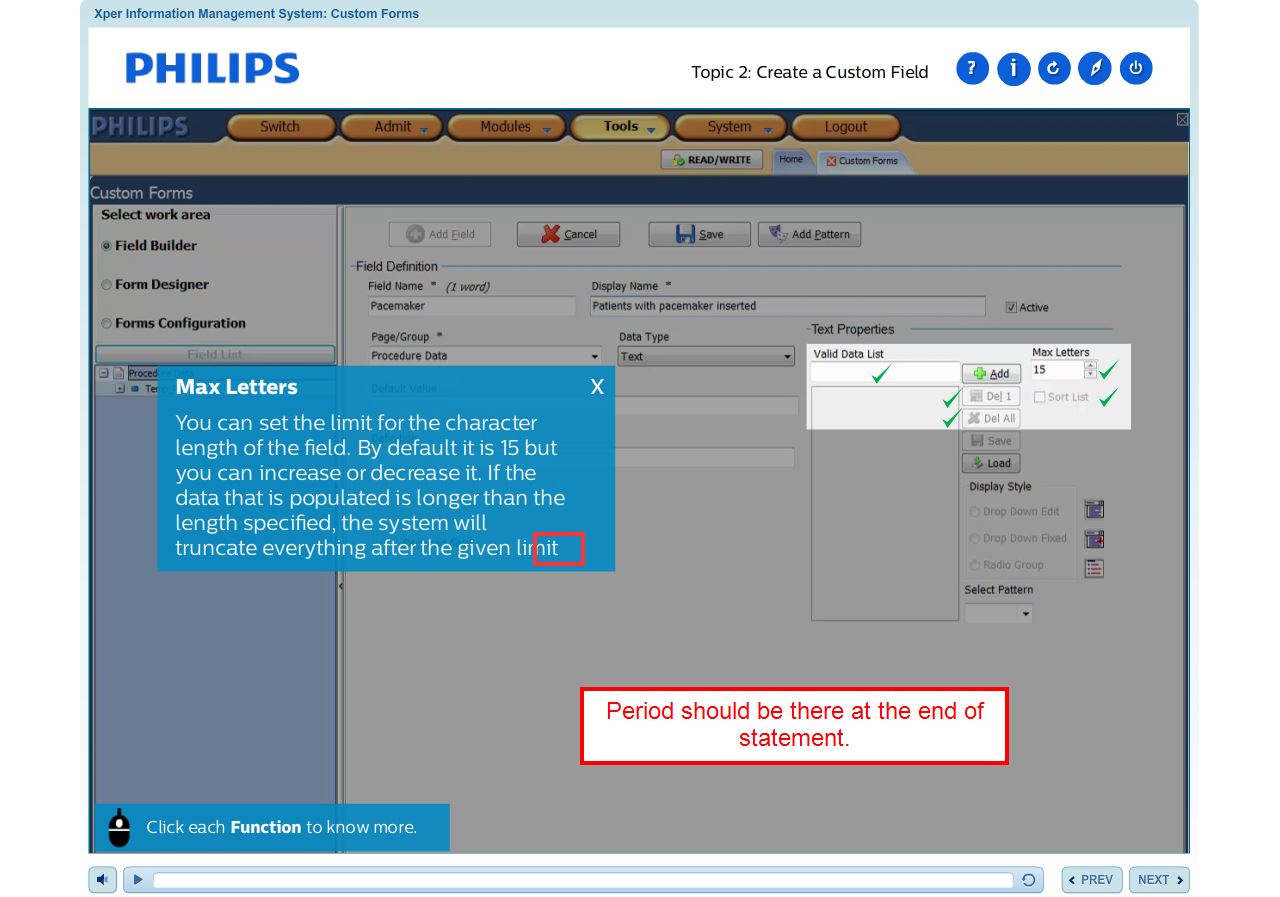 Xper Information Management System: Custom Forms
PHILIPS
Topic 2: Create a Custom Field
PHILIPS
Switch
Admit
Modules
Tools
System
Logout
READ/WRITE
Home
Custom Forms
Custom Forms
Select work area
Field Builder
Form Designer
Forms Configuration
Field List
Add Field
Cancel
Save
Add Pattern
Field Definition
Field Name * (1 word)
Display Name *
Pacemaker
Patients with pacemaker inserted
Active
Page/Group *
Data Type
Procedure Data
Text
Default Value
Text Properties
Valid Data List
Max Letters
15
Add
Del 1
Sort List
Del All
Save
Load
Display Style
Drop Down Edit
Drop Down Fixed
Radio Group
Select Pattern
Max Letters
X
You can set the limit for the character
length of the field. By default it is 15 but
you can increase or decrease it. If the
data that is populated is longer than the
length specified, the system will
truncate everything after the given limit
Period should be there at the end of
statement.
Click each Function to know more.
PREV
NEXT